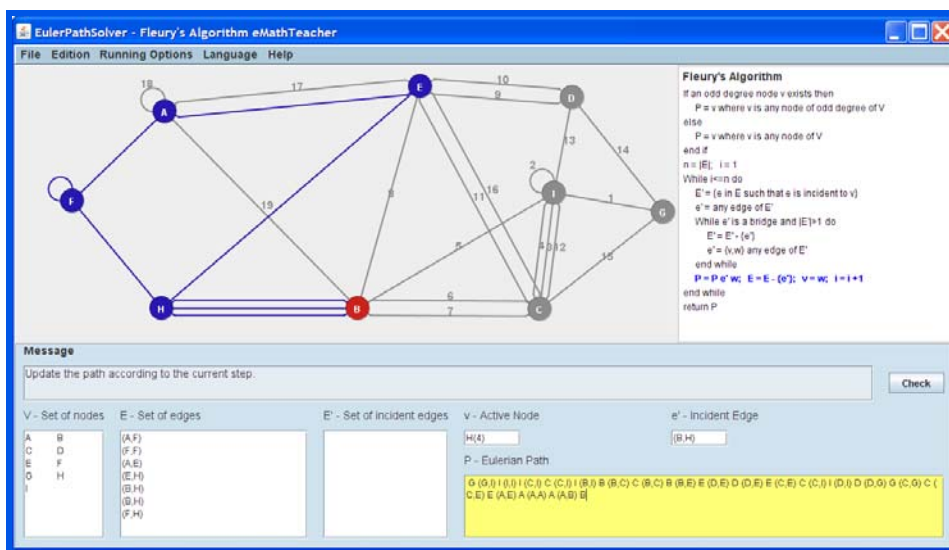 EulerPathSolver - Fleury's Algorithm eMathTeacher
File Edition Running Options Language Help
18
17
10
9
A
E
D
13
14
2
16
11
F
19
8
I
1
G
5
4
3
12
15
6
7
H
B
C
Fleury's Algorithm
If an odd degree node v exists then
P = v where v is any node of odd degree of V
else
P = v where v is any node of V
end if
n = |E|; i = 1
While i<=n do
E' = {e in E such that e is incident to v}
e' = any edge of E'
While e' is a bridge and |E'|>1 do
E' = E' - {e'}
e' = {v,w} any edge of E'
end while
P = P e' w; E = E - {e'}; v = w; i = i +1
end while
return P
Message
Update the path according to the current step.
Check
V - Set of nodes
A B
C D
E F
G H
I
E - Set of edges
(A,F)
(F,F)
(A,E)
(E,H)
(B,H)
(B,H)
(F,H)
E' - Set of incident edges
v - Active Node
H(4)
e' - Incident Edge
(B,H)
P - Eulerian Path
G (G,I) I (I,I) I (C,I) C (C,I) I (B,I) B (B,C) C (B,C) B (B,E) E (D,E) D (D,E) E (C,E) C (C,I) I (D,I) D (D,G) G (C,G) C (
C,E) E (A,E) A (A,A) A (A,B) B